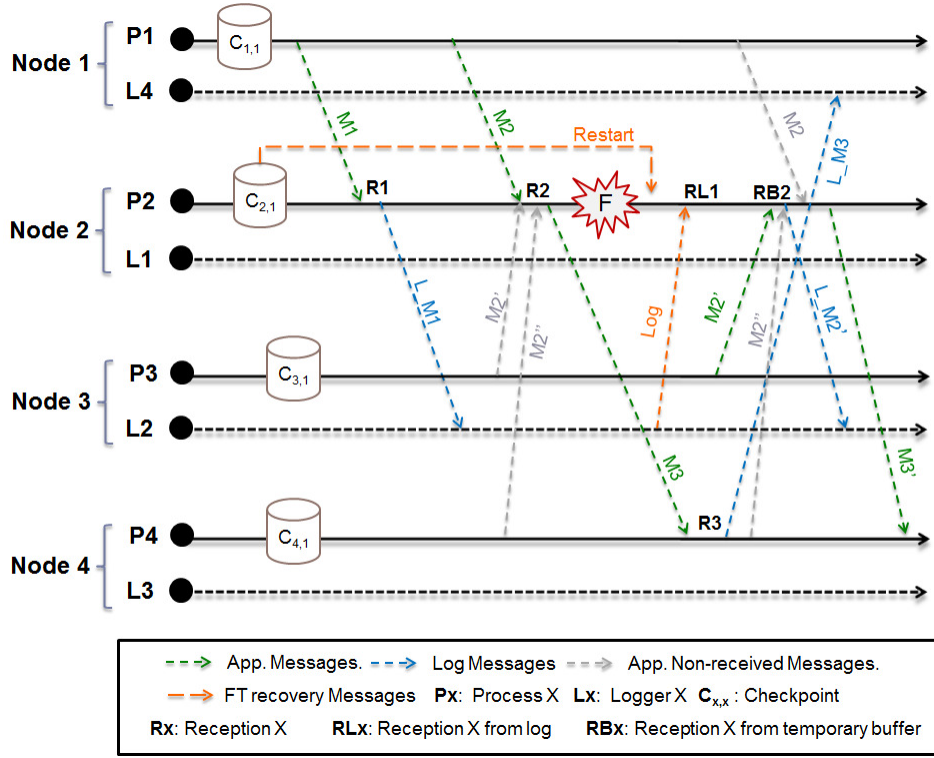 P1
C1,1
Node 1
L4
M1
M2
M2
L_M3
Restart
C2,1
R1
R2
F
RL1
RB2
P2
Node 2
L1
L_M1
M2’
M2”
Log
M2’
M2”
L_M2’
P3
C3,1
Node 3
L2
M3
M3’
P4
C4,1
R3
Node 4
L3
App. Messages. Log Messages App. Non-received Messages.
FT recovery Messages Px: Process X Lx: Logger X Cx,x : Checkpoint
Rx: Reception X RLx: Reception X from log RBx: Reception X from temporary buffer